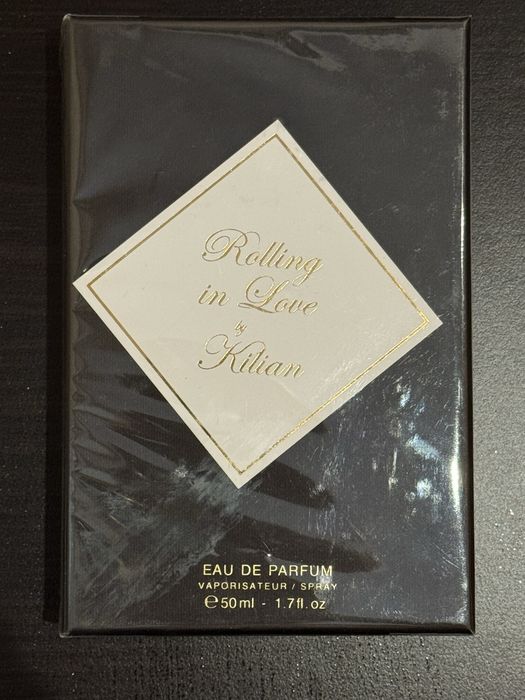 Rolling
in Love
by
Kilian
EAU DE PARFUM
VAPORISATEUR / SPRAY
℮50ml - 1.7fl.oz